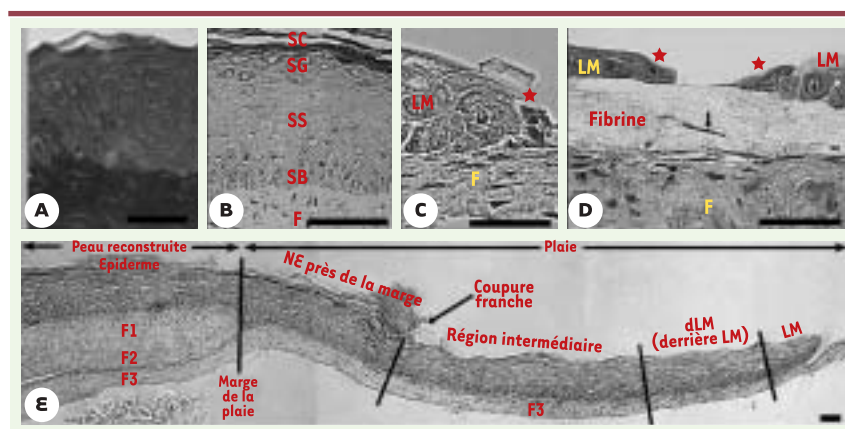 A
SC
SG
SS
SB
F
B
LM
F
C
LM
LM
Fibrine
F
D
Peau reconstruite
Plaie
Epiderme
NE près de la marge
Coupure
franche
Région intermédiaire
dLM
(derrière LM)
LM
F1
F2
F3
Marge
de la
plaie
F3
E